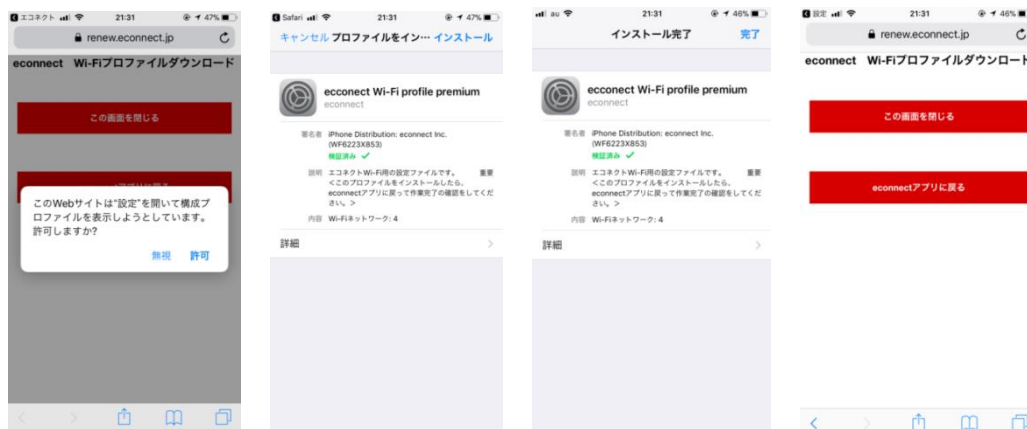 エコネクト 21:31 47%
renew.econnect.jp
econnect Wi-Fiプロファイルダウンロード
この画面を閉じる
このWebサイトは"設定"を開いて構成プ
ロファイルを表示しようとしています。
許可しますか?
無視 許可
Safari 21:31 47%
キャンセル プロファイルをイン… インストール
ecconect Wi-Fi profile premium
econnect
署名者 iPhone Distribution: econnect Inc.
(WF6223X853)
検証済み ✓
説明 エコネクトWi-Fi用の設定ファイルです。 重要
<このプロファイルをインストールしたら、
econnectアプリに戻って作業完了の確認をしてくだ
さい。>
内容 Wi-Fiネットワーク: 4
詳細
au 21:31 46%
インストール完了 完了
ecconect Wi-Fi profile premium
econnect
署名者 iPhone Distribution: econnect Inc.
(WF6223X853)
検証済み ✓
説明 エコネクトWi-Fi用の設定ファイルです。 重要
<このプロファイルをインストールしたら、
econnectアプリに戻って作業完了の確認をしてくだ
さい。>
内容 Wi-Fiネットワーク: 4
詳細
設定 21:31 46%
renew.econnect.jp
econnect Wi-Fiプロファイルダウンロード
この画面を閉じる
econnectアプリに戻る